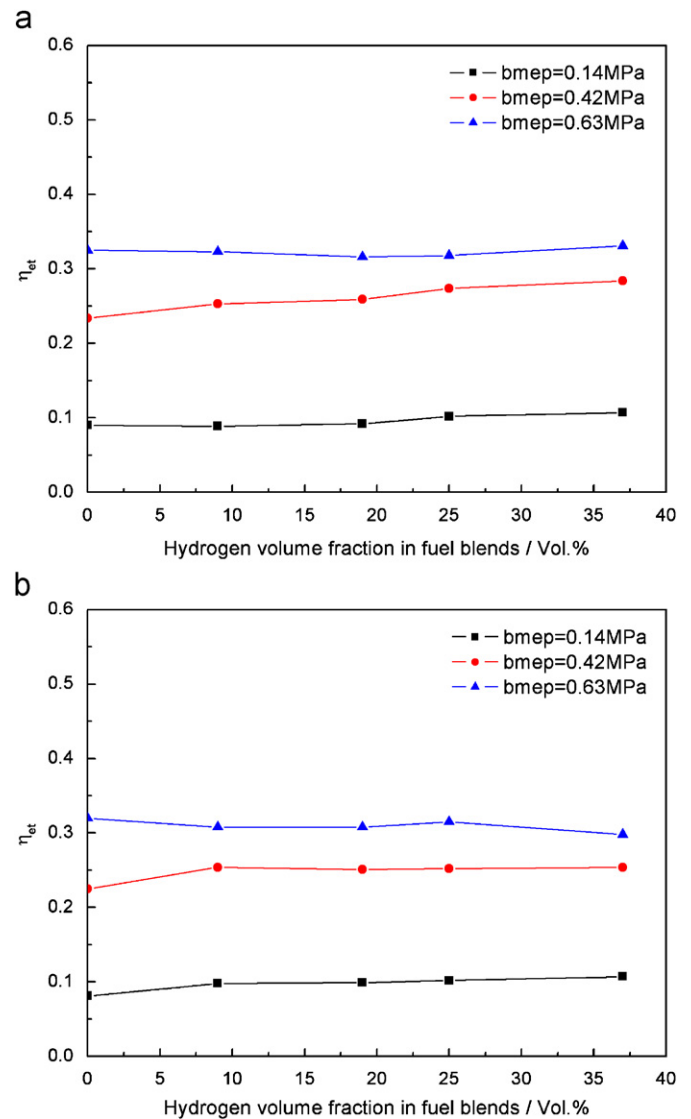 a
0.6
bmep=0.14MPa
0.5
bmep=0.42MPa
bmep=0.63MPa
0.4
ηet
0.3
0.2
0.1
0.0
0 5 10 15 20 25 30 35 40
Hydrogen volume fraction in fuel blends / Vol.%
b
0.6
bmep=0.14MPa
0.5
bmep=0.42MPa
bmep=0.63MPa
0.4
ηet
0.3
0.2
0.1
0.0
0 5 10 15 20 25 30 35 40
Hydrogen volume fraction in fuel blends / Vol.%